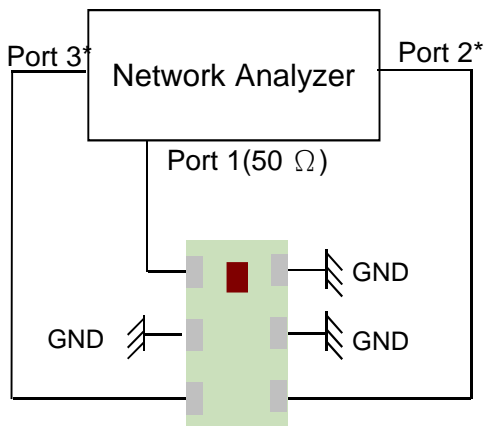 Port 3*
Port 2*
Network Analyzer
Port 1(50 Ω)
GND
GND
GND